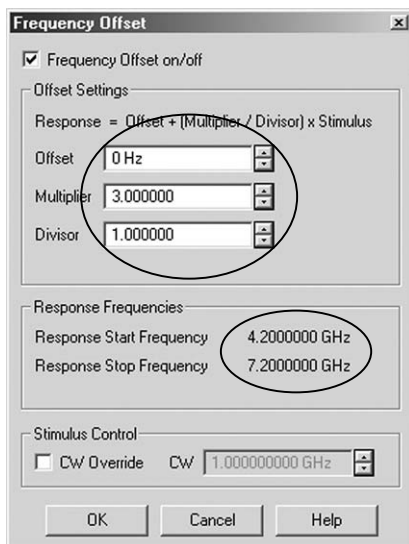 Frequency Offset
Frequency Offset on/off
Offset Settings
Response = Offset + (Multiplier / Divisor) x Stimulus
Offset 0 Hz
Multiplier 3.000000
Divisor 1.000000
Response Frequencies
Response Start Frequency 4.2000000 GHz
Response Stop Frequency 7.2000000 GHz
Stimulus Control
CW Override CW 1.000000000 GHz
OK Cancel Help